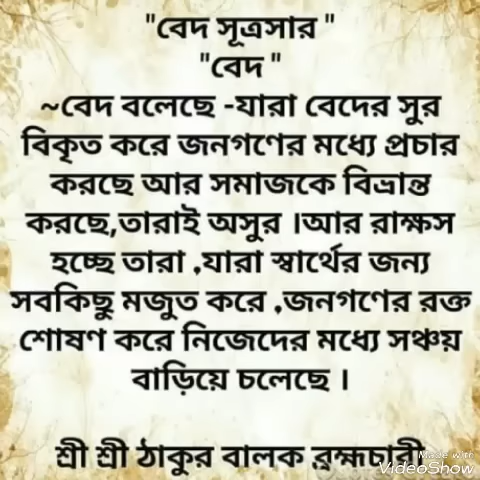 "বেদ সূত্রসার "
"বেদ "
~বেদ বলেছে -যারা বেদের সুর
বিকৃত করে জনগণের মধ্যে প্রচার
করছে আর সমাজকে বিভ্রান্ত
করছে,তারাই অসুর ।আর রাক্ষস
হচ্ছে তারা ,যারা স্বার্থের জন্য
সবকিছু মজুত করে ,জনগণের রক্ত
শোষণ করে নিজেদের মধ্যে সঞ্চয়
বাড়িয়ে চলেছে ।
শ্রী শ্রী ঠাকুর বালক ব্রহ্মচারী
Made with
VideoShow